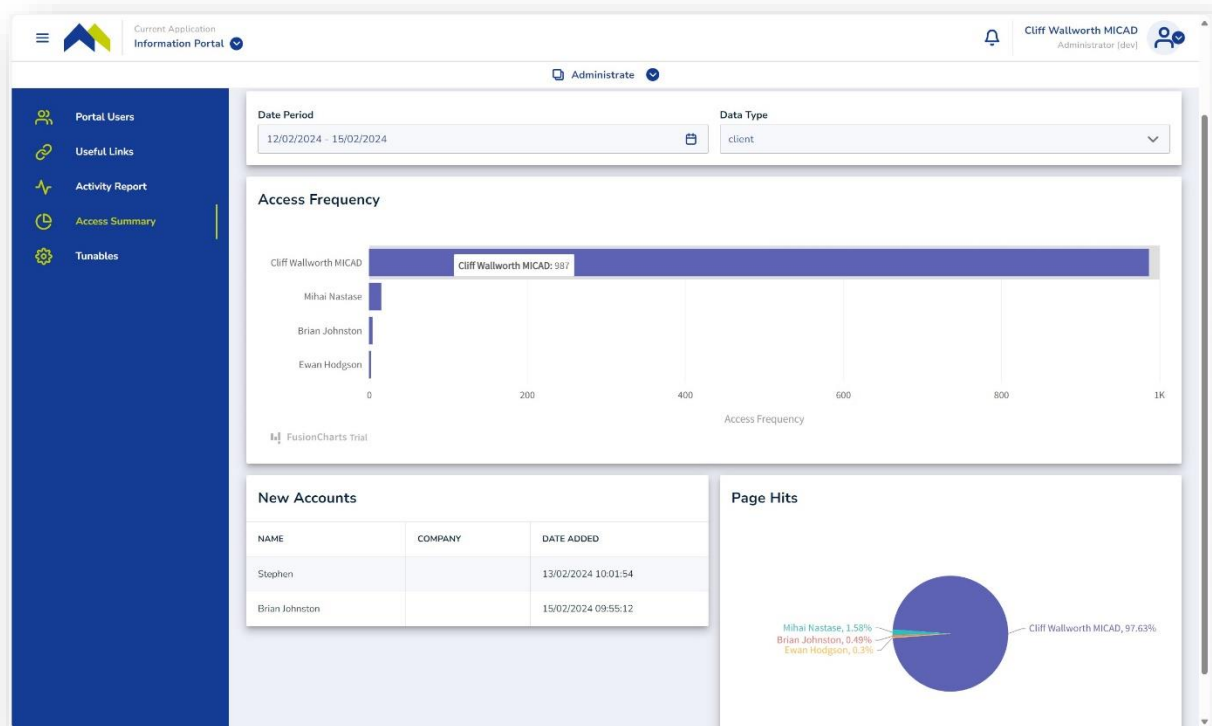 Current Application
Information Portal
Cliff Wallworth MICAD
Administrator (dev)
Administrate
Portal Users
Useful Links
Activity Report
Access Summary
Tunables
Date Period
12/02/2024 - 15/02/2024
Data Type
client
Access Frequency
Cliff Wallworth MICAD
Cliff Wallworth MICAD: 987
Mihai Nastase
Brian Johnston
Ewan Hodgson
0 200 400 600 800 1K
Access Frequency
FusionCharts Trial
New Accounts
NAME COMPANY DATE ADDED
Stephen 13/02/2024 10:01:54
Brian Johnston 15/02/2024 09:55:12
Page Hits
Mihai Nastase, 1.58%
Brian Johnston, 0.49%
Ewan Hodgson, 0.3%
Cliff Wallworth MICAD, 97.63%